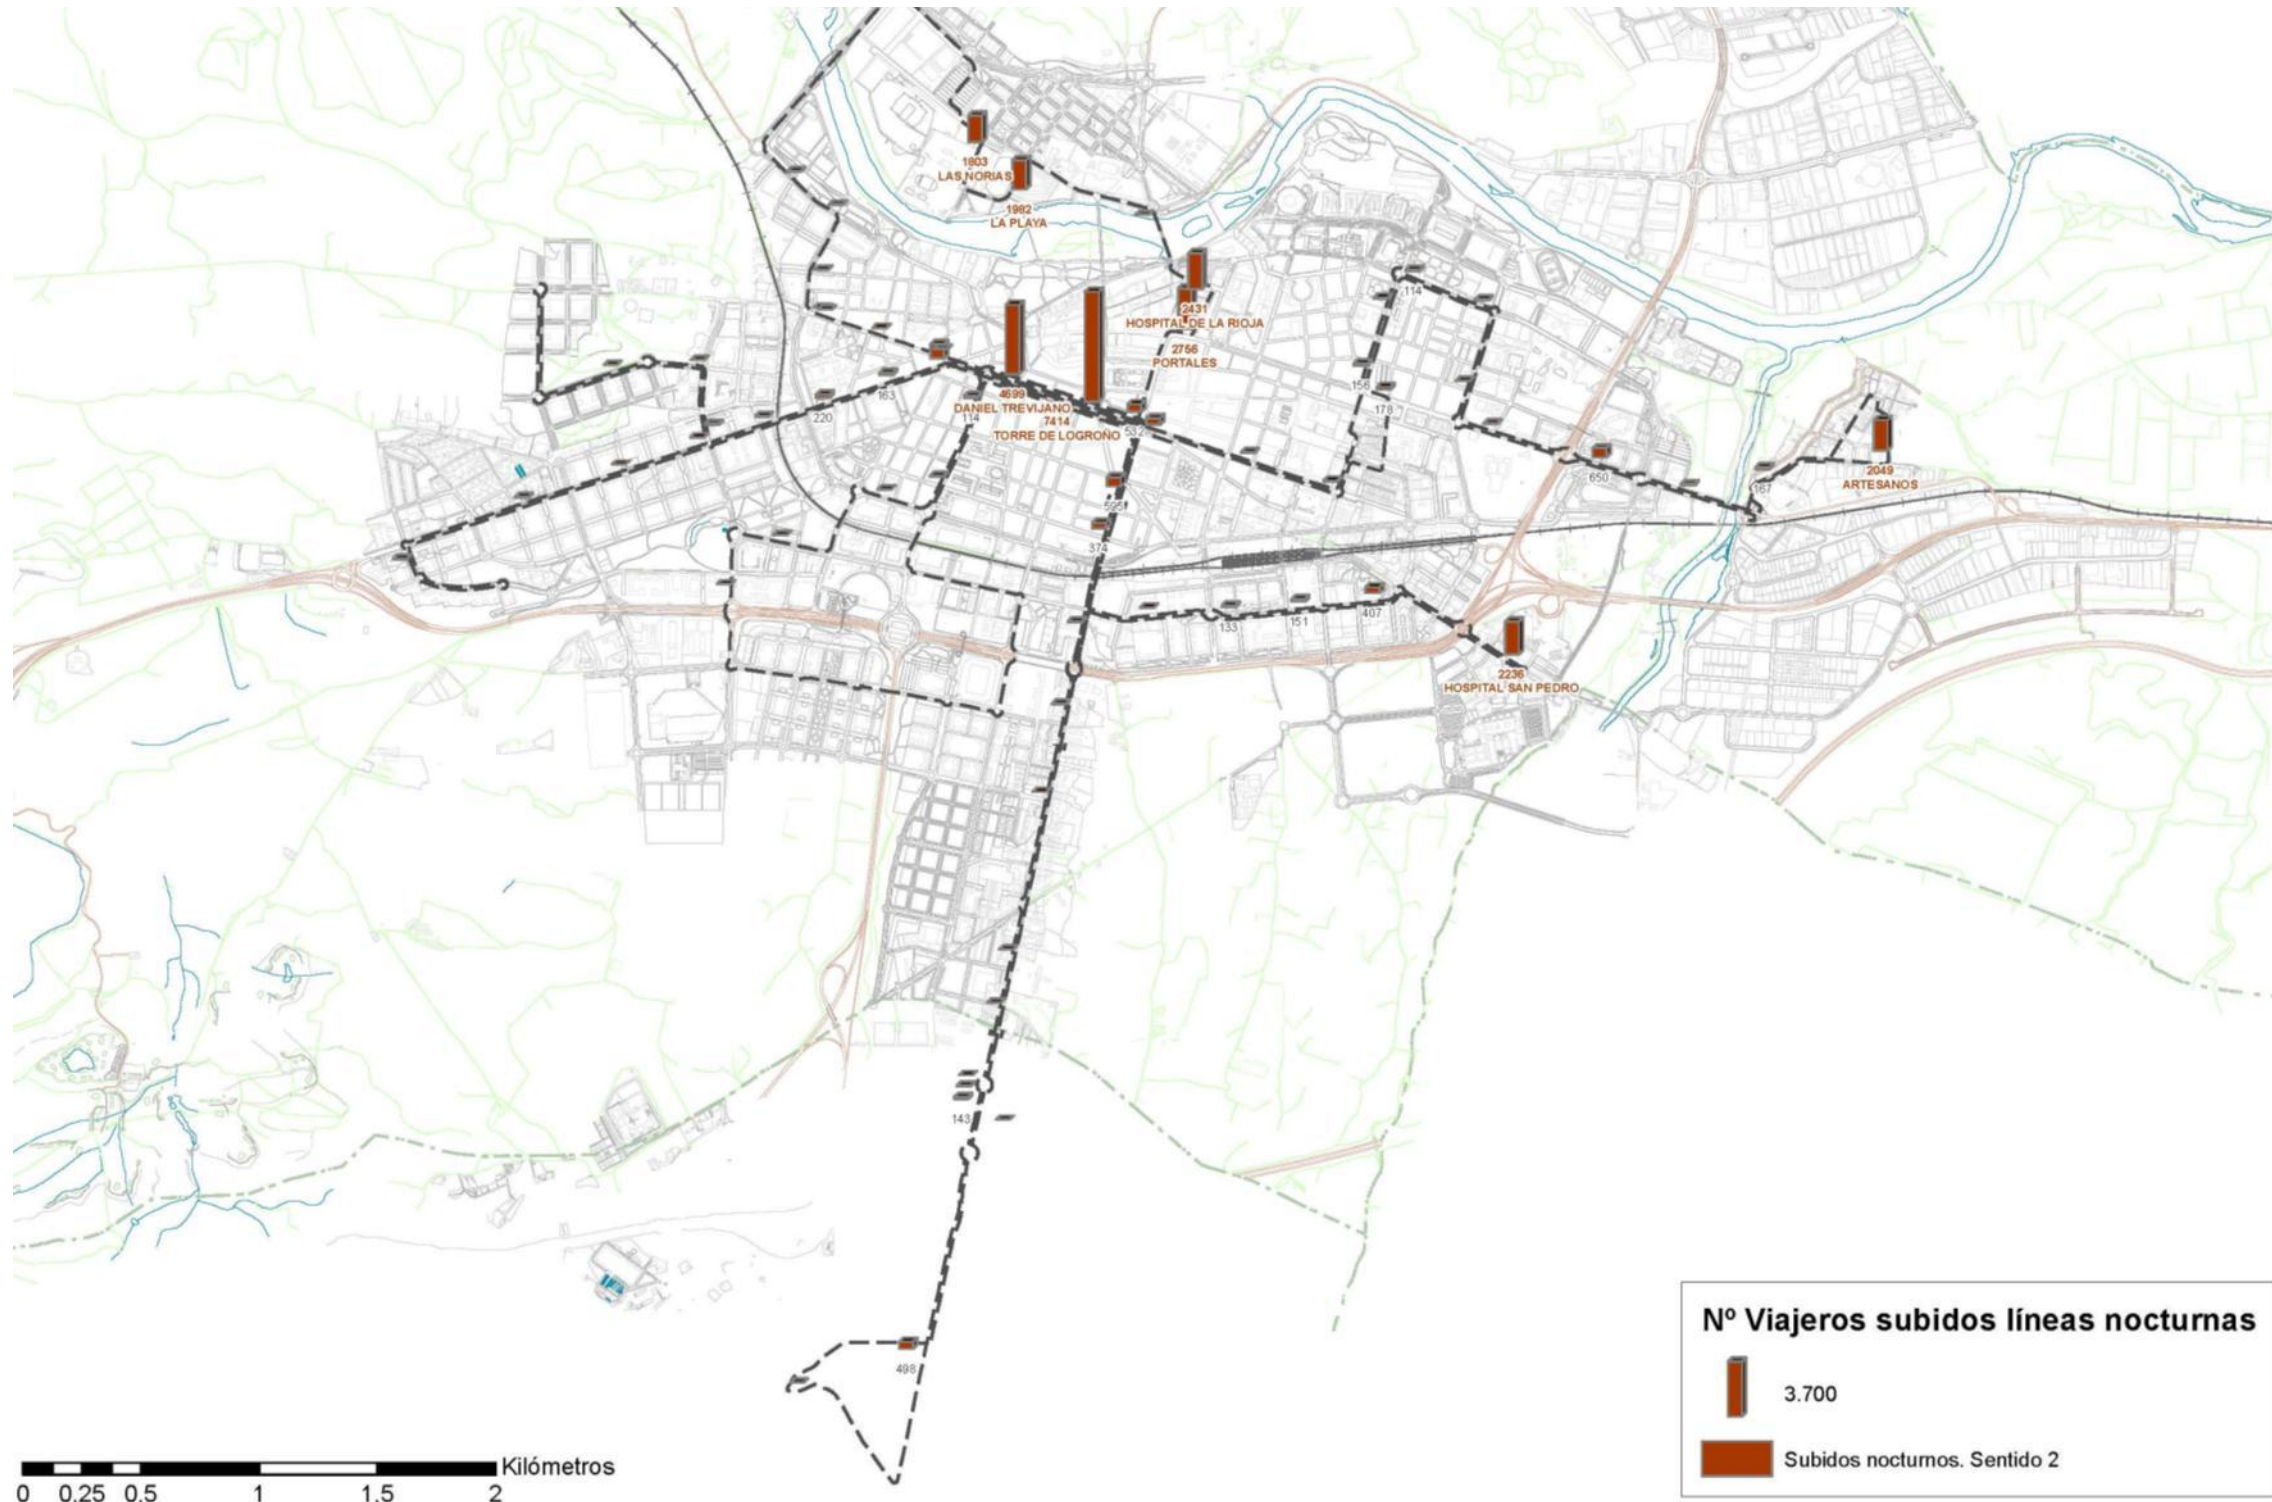 1803
LAS NORIAS
1982
LA PLAYA
2431
HOSPITAL DE LA RIOJA
2756
PORTALES
114
156
178
163
220
114
4699
DANIEL TREVIJANO
7414
TORRE DE LOGROÑO
532
650
167
2049
ARTESANOS
374
133
151
407
2236
HOSPITAL SAN PEDRO
143
498
Nº Viajeros subidos líneas nocturnas
3.700
Subidos nocturnos. Sentido 2
Kilómetros
0 0.25 0.5 1 1.5 2